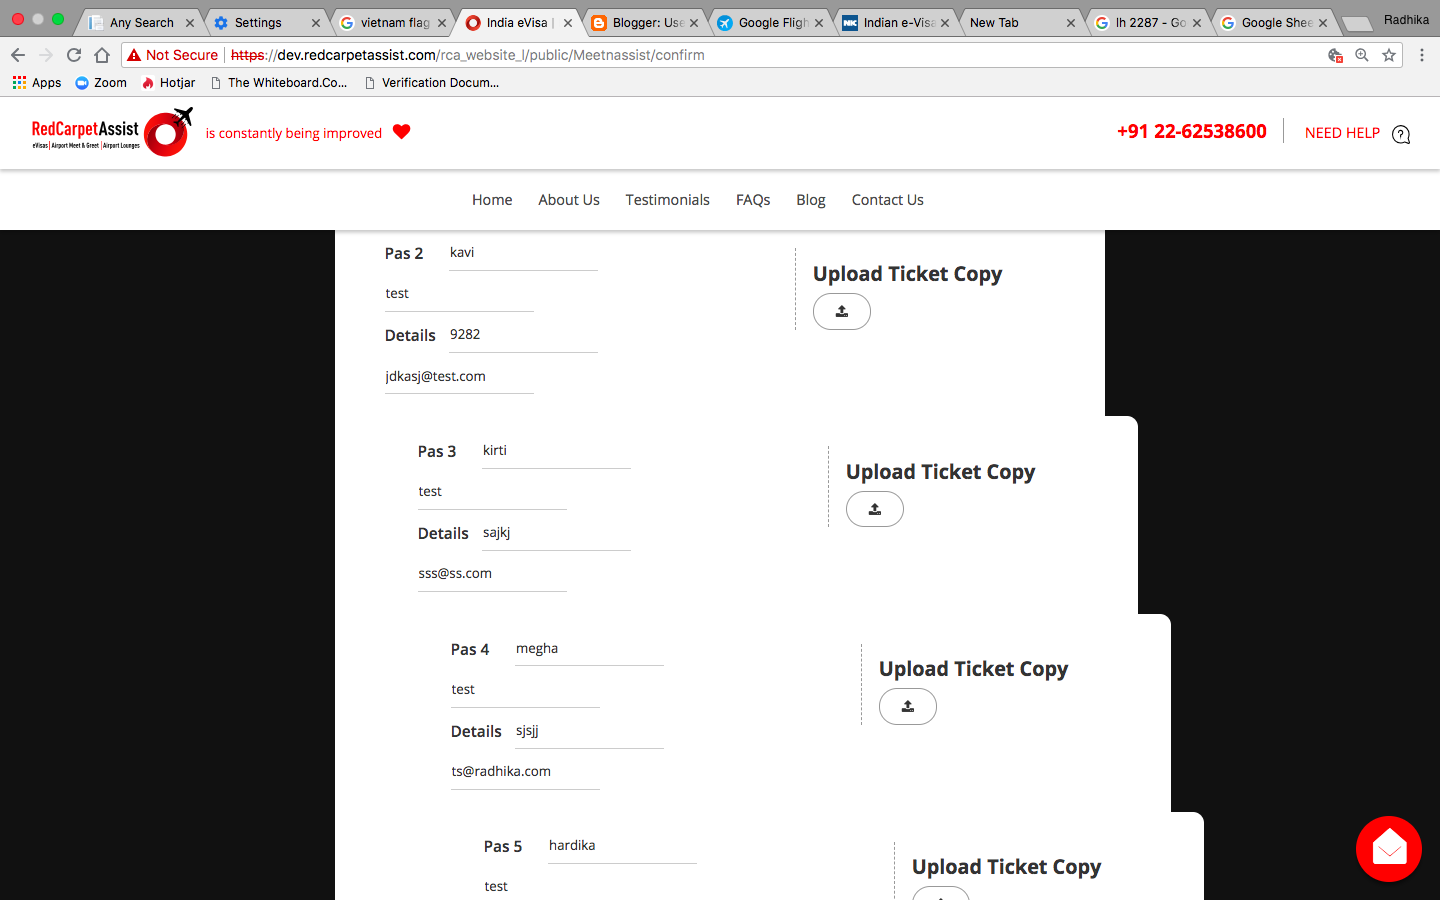 Any Search
Settings
vietnam flag
India eVisa |
Blogger: Use
Google Fligh
Indian e-Visa
New Tab
lh 2287 - Go
Google Shee
Radhika
Not Secure
https://dev.redcarpetassist.com/rca_website_l/public/Meetnassist/confirm
Apps
Zoom
Hotjar
The Whiteboard.Co...
Verification Docum...
RedCarpetAssist
eVisas | Airport Meet & Greet | Airport Lounges
is constantly being improved
+91 22-62538600
NEED HELP
?
Home
About Us
Testimonials
FAQs
Blog
Contact Us
Pas 2 kavi
Upload Ticket Copy
test
Details 9282
jdkasj@test.com
Pas 3 kirti
Upload Ticket Copy
test
Details sajkj
sss@ss.com
Pas 4 megha
Upload Ticket Copy
test
Details sjsjj
ts@radhika.com
Pas 5 hardika
Upload Ticket Copy
test